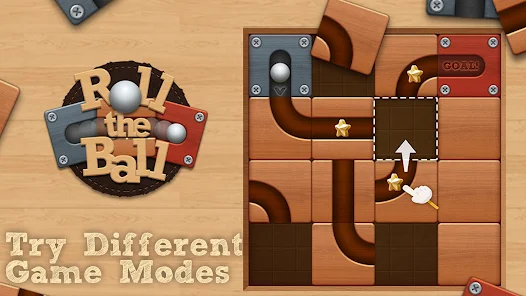 Roll
the
Ball
GOAL
Try Different
Game Modes